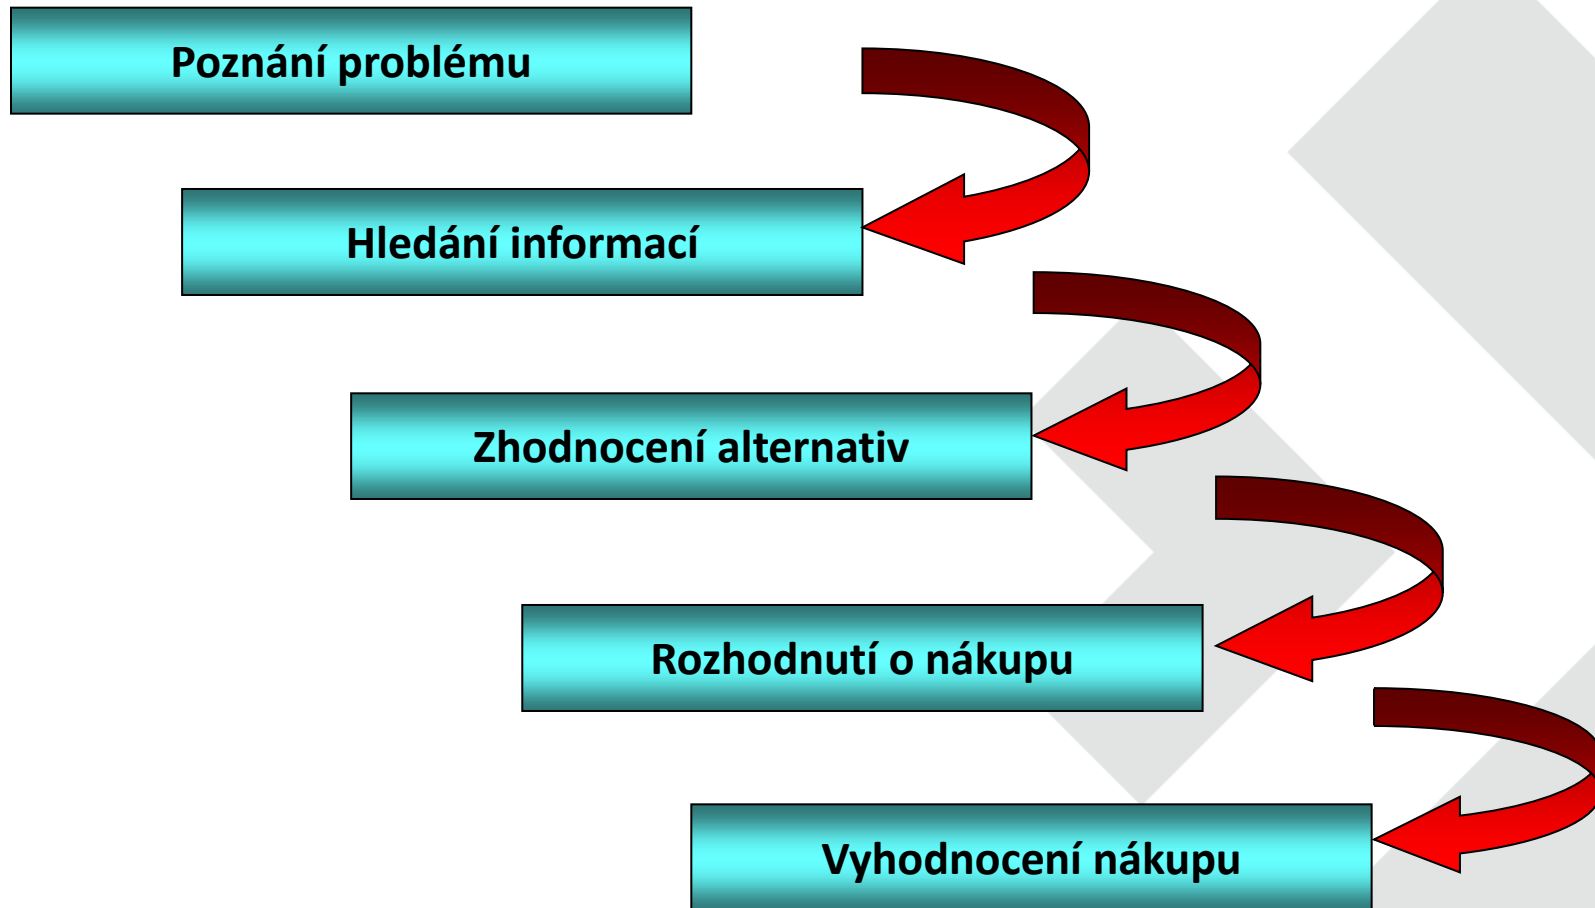 Poznání problému
Hledání informací
Zhodnocení alternativ
Rozhodnutí o nákupu
Vyhodnocení nákupu